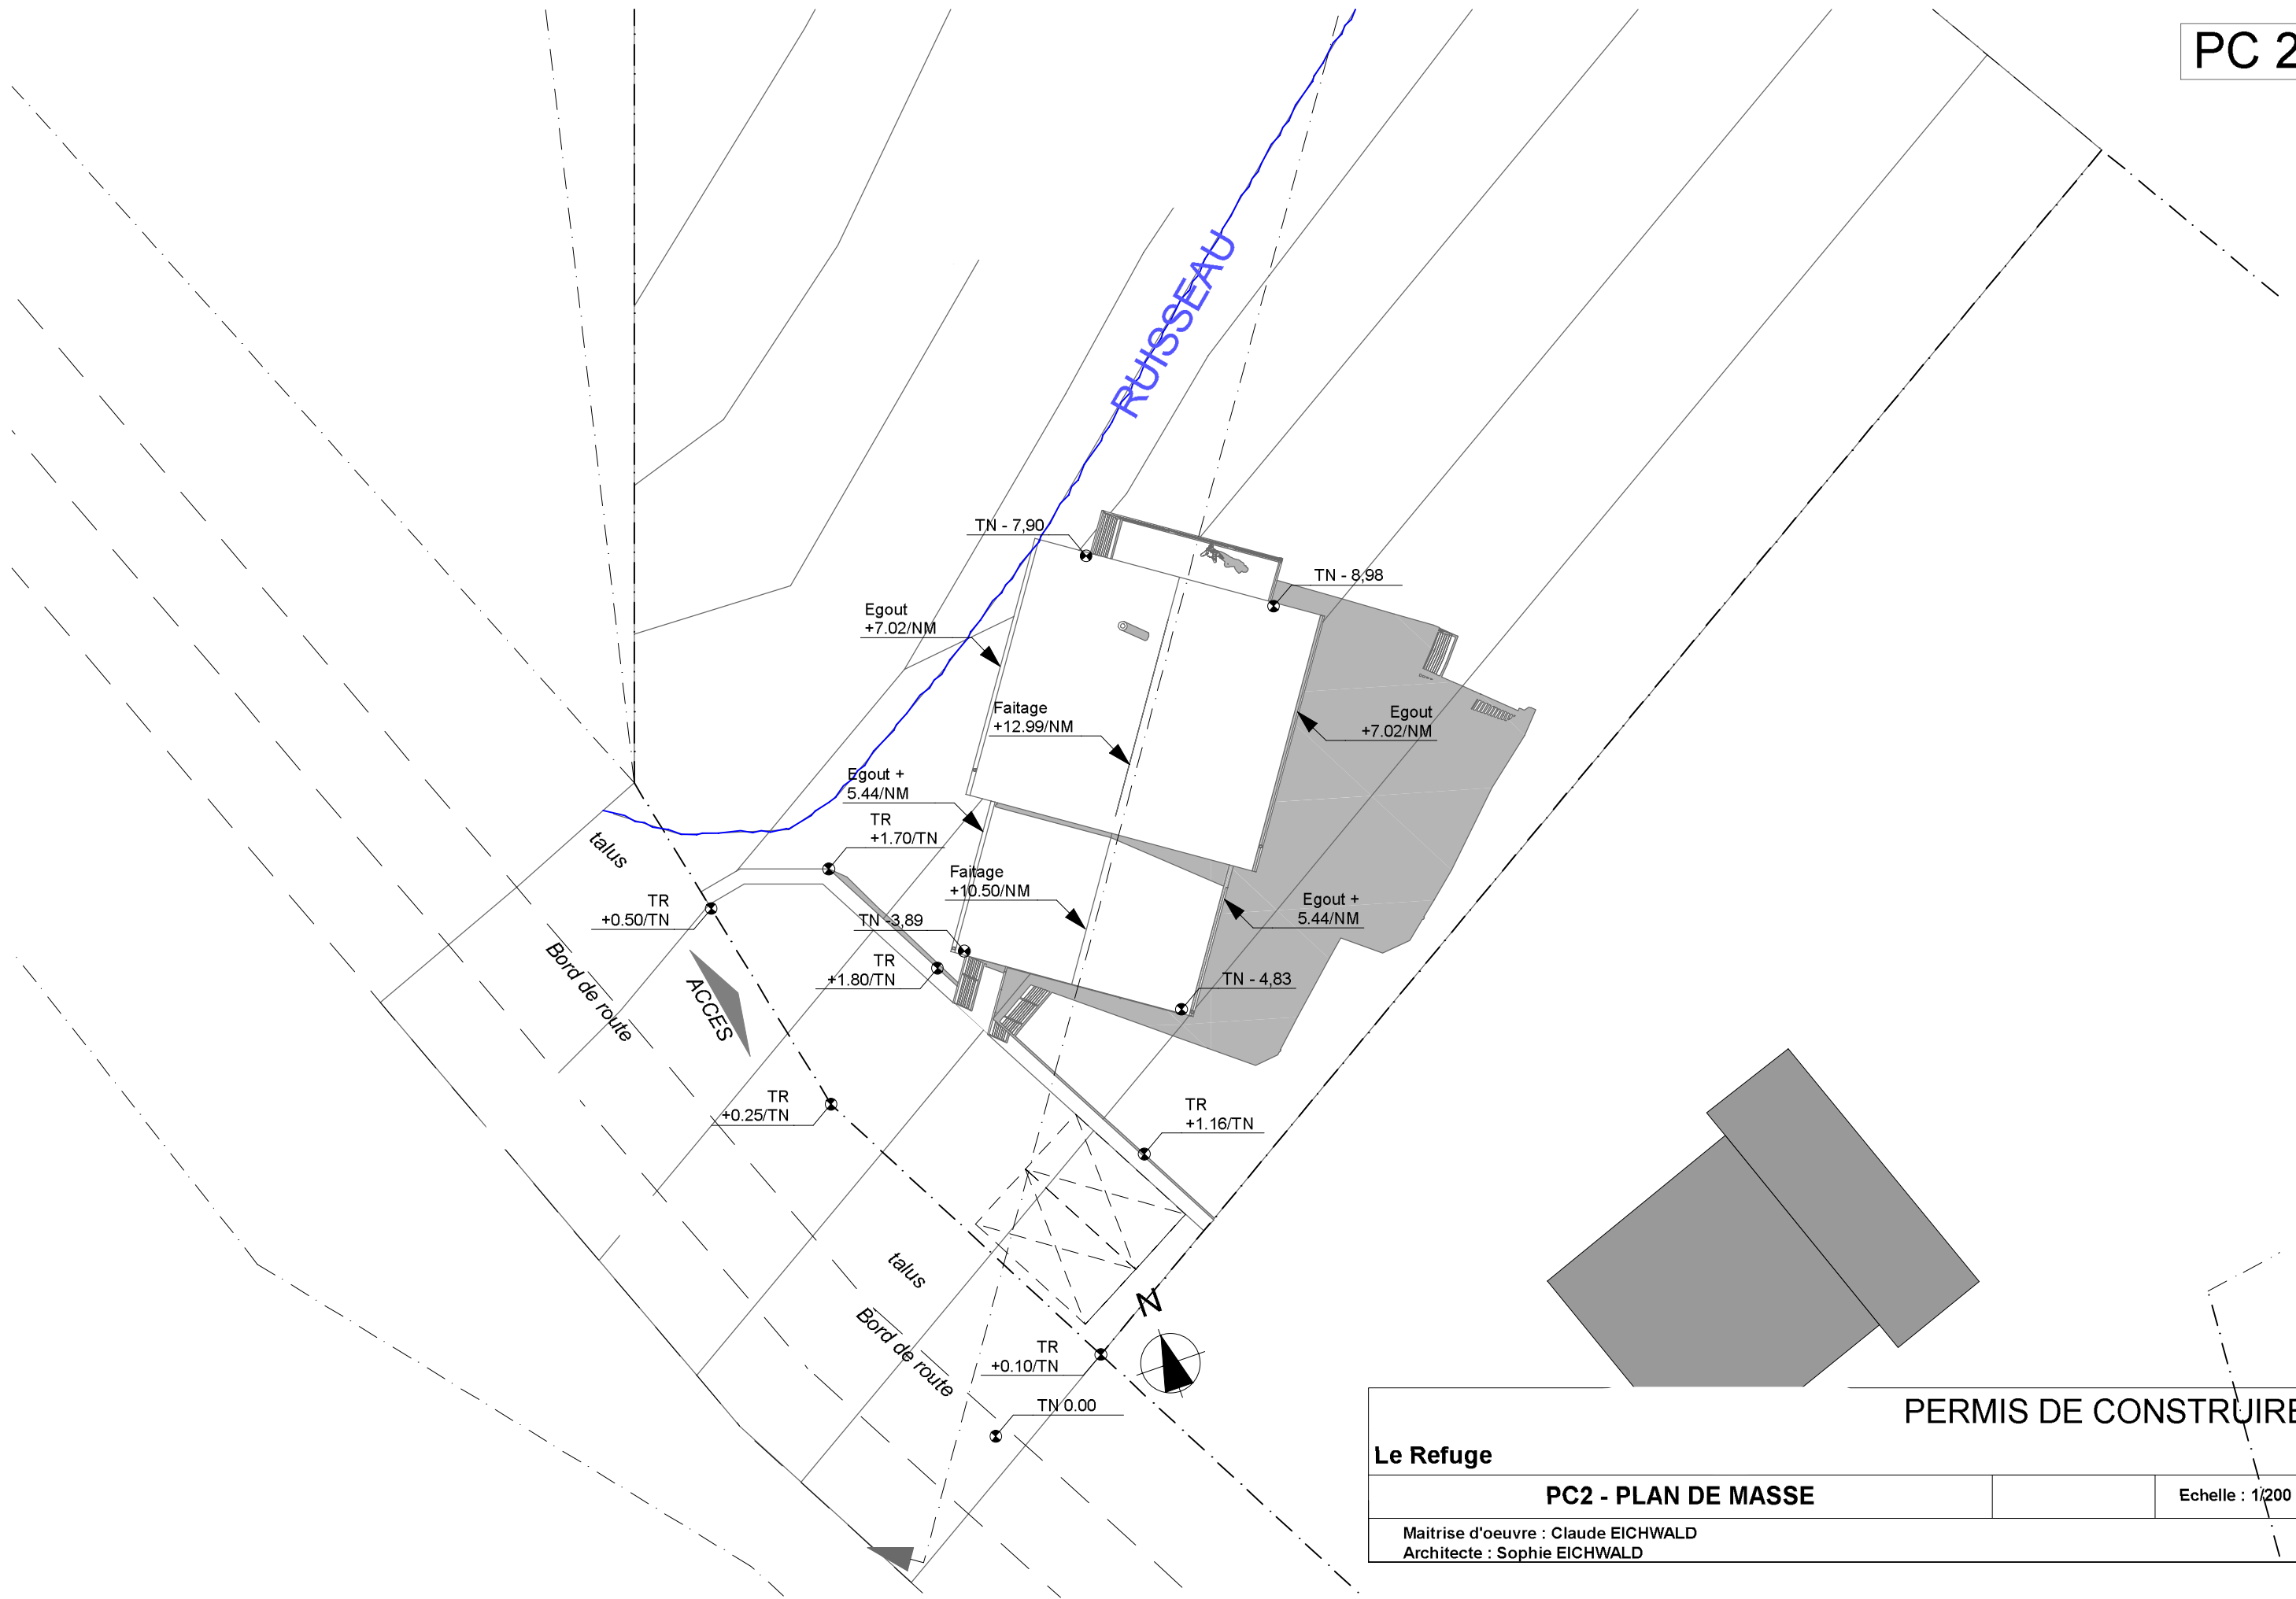 PC 2
RUISSEAU
TN - 7,90
TN - 8,98
Egout
+7.02/NM
Faitage
+12.99/NM
Egout
+7.02/NM
Egout +
5.44/NM
TR
+1.70/TN
talus
Faitage
+10.50/NM
TR
+0.50/TN
Egout +
5.44/NM
TN -3,89
Bord de route
TR
+1.80/TN
TN - 4,83
ACCES
TR
+0.25/TN
TR
+1.16/TN
talus
N
Bord de route
TR
+0.10/TN
TN 0.00
PERMIS DE CONSTRUIRE
Le Refuge
PC2 - PLAN DE MASSE
Echelle : 1/200
Maitrise d'oeuvre : Claude EICHWALD
Architecte : Sophie EICHWALD